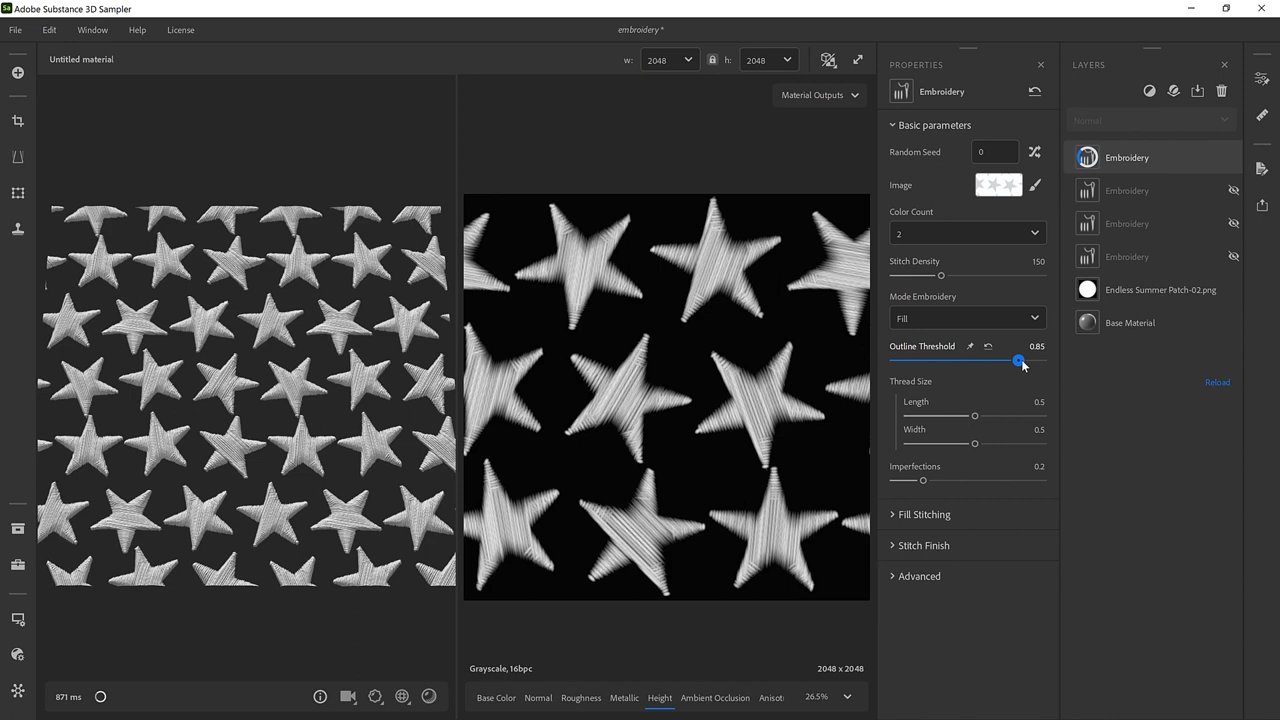 Sa Adobe Substance 3D Sampler
File Edit Window Help License embroidery*
Untitled material
w: 2048 h: 2048
Material Outputs
871 ms
Grayscale, 16bpc 2048 x 2048
Base Color Normal Roughness Metallic Height Ambient Occlusion Anisot 26.5%
PROPERTIES
Embroidery
Basic parameters
Random Seed 0
Image
Color Count
2
Stitch Density 150
Mode Embroidery
Fill
Outline Threshold 0.85
Thread Size
Length 0.5
Width 0.5
Imperfections 0.2
Fill Stitching
Stitch Finish
Advanced
LAYERS
Normal
Embroidery
Embroidery
Embroidery
Embroidery
Endless Summer Patch-02.png
Base Material
Reload